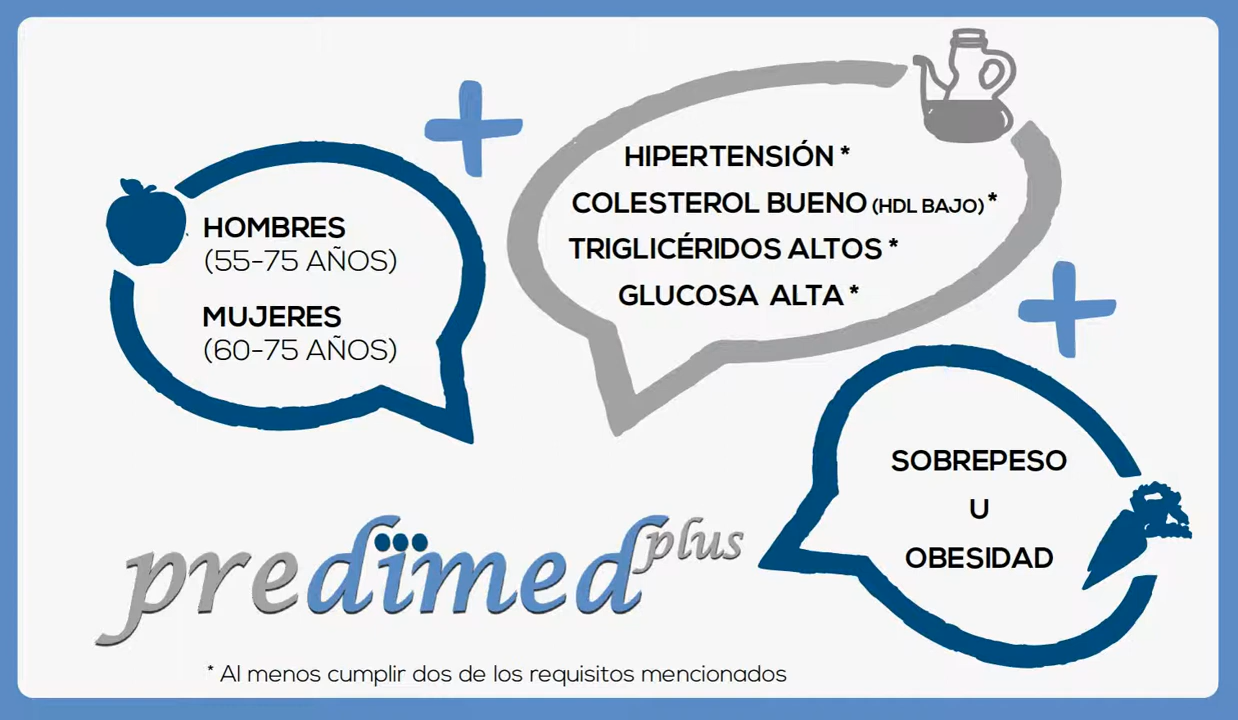 HOMBRES
(55-75 AÑOS)
MUJERES
(60-75 AÑOS)
HIPERTENSIÓN *
COLESTEROL BUENO (HDL BAJO) *
TRIGLICÉRIDOS ALTOS *
GLUCOSA ALTA *
SOBREPESO
U
OBESIDAD
predimed plus
* Al menos cumplir dos de los requisitos mencionados